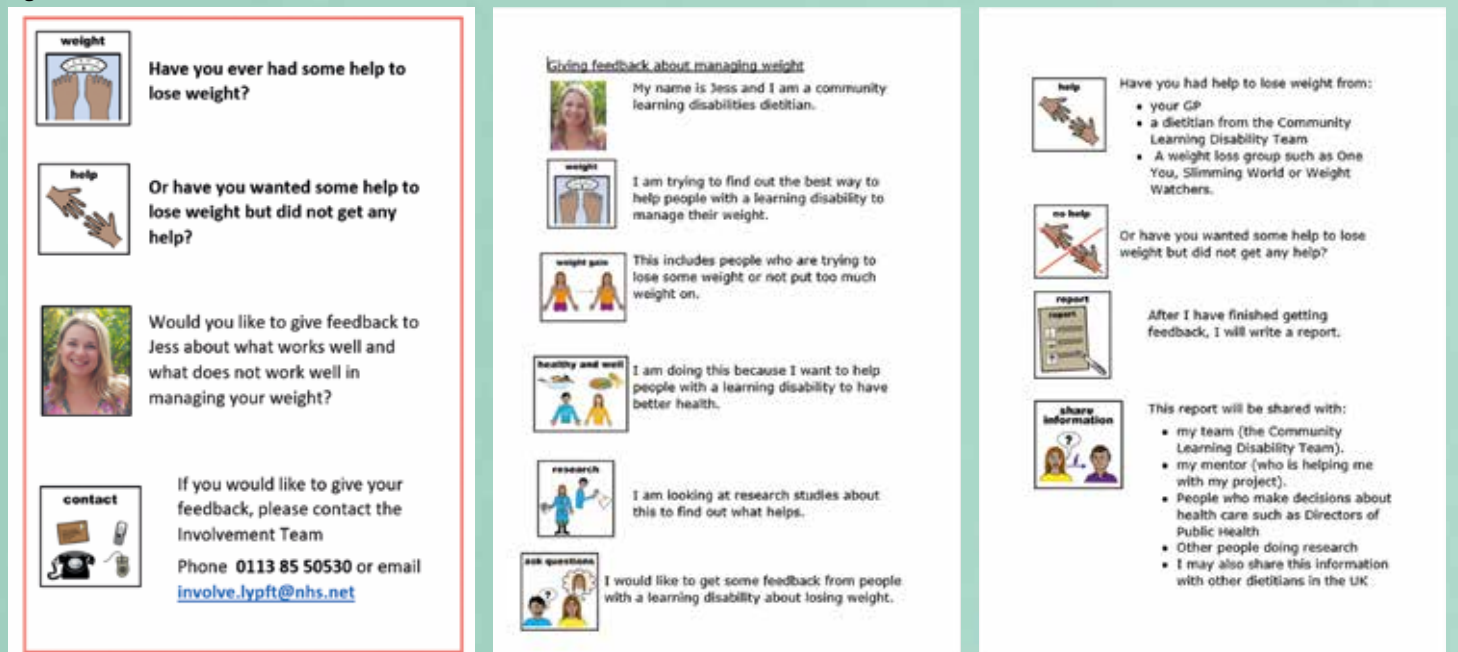 weight
Have you ever had some help to
lose weight?
help
Or have you wanted some help to
lose weight but did not get any
help?
Would you like to give feedback to
Jess about what works well and
what does not work well in
managing your weight?
contact
If you would like to give your
feedback, please contact the
Involvement Team
Phone 0113 85 50530 or email
involve.lypft@nhs.net
Giving feedback about managing weight
My name is Jess and I am a community
learning disabilities dietitian.
weight
I am trying to find out the best way to
help people with a learning disability to
manage their weight.
weight gain
This includes people who are trying to
lose some weight or not put too much
weight on.
healthy and well
I am doing this because I want to help
people with a learning disability to have
better health.
research
I am looking at research studies about
this to find out what helps.
ask questions
I would like to get some feedback from people
with a learning disability about losing weight.
help
Have you had help to lose weight from:
• your GP
• a dietitian from the Community
Learning Disability Team
• A weight loss group such as One
You, Slimming World or Weight
Watchers.
no help
Or have you wanted some help to lose
weight but did not get any help?
report
report
After I have finished getting
feedback, I will write a report.
share
information
This report will be shared with:
• my team (the Community
Learning Disability Team).
• my mentor (who is helping me
with my project).
• People who make decisions about
health care such as Directors of
Public Health
• Other people doing research
• I may also share this information
with other dietitians in the UK